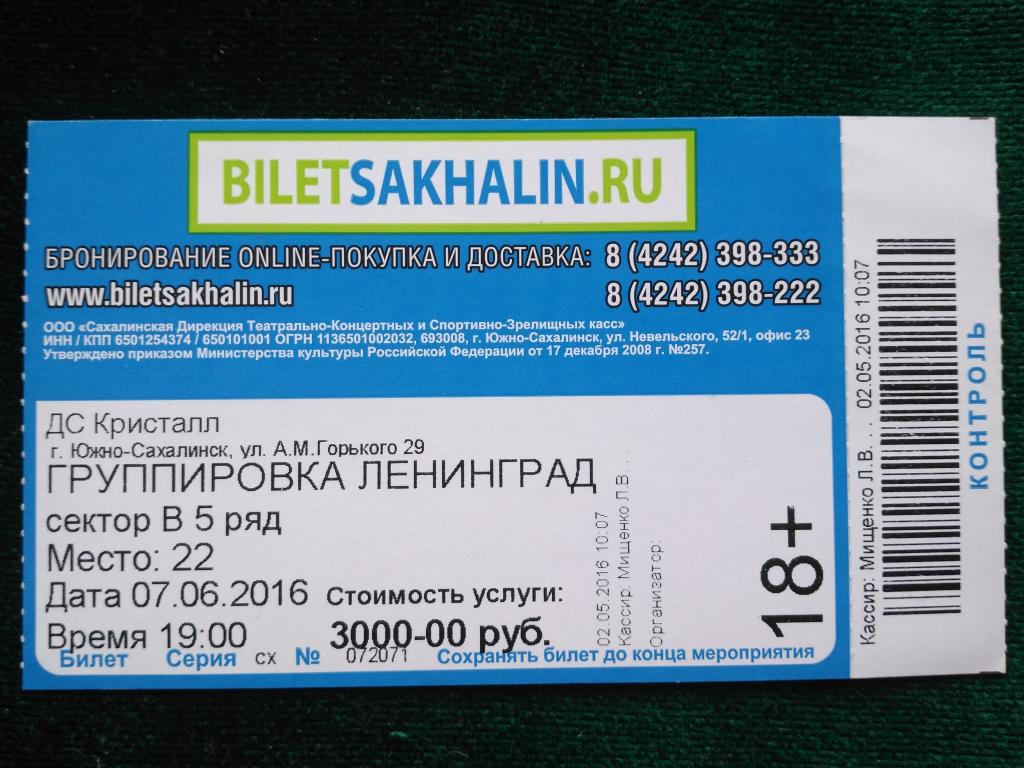 BILETSAKHALIN.RU
БРОНИРОВАНИЕ ONLINE-ПОКУПКА И ДОСТАВКА: 8 (4242) 398-333
www.biletsakhalin.ru 8 (4242) 398-222
ООО «Сахалинская Дирекция Театрально-Концертных и Спортивно-Зрелищных касс»
ИНН / КПП 6501254374 / 650101001 ОГРН 1136501002032, 693008, г. Южно-Сахалинск, ул. Невельского, 52/1, офис 23
Утверждено приказом Министерства культуры Российской Федерации от 17 декабря 2008 г. №257.
ДС Кристалл
г. Южно-Сахалинск, ул. А.М.Горького 29
ГРУППИРОВКА ЛЕНИНГРАД
сектор В 5 ряд
Место: 22
Дата 07.06.2016 Стоимость услуги:
Время 19:00 3000-00 руб.
Билет Серия сх № 072071 Сохранять билет до конца мероприятия
02.05.2016 10:07
Кассир: Мищенко Л.В...
Организатор:
18+
Кассир: Мищенко Л.В... 02.05.2016 10:07
КОНТРОЛЬ